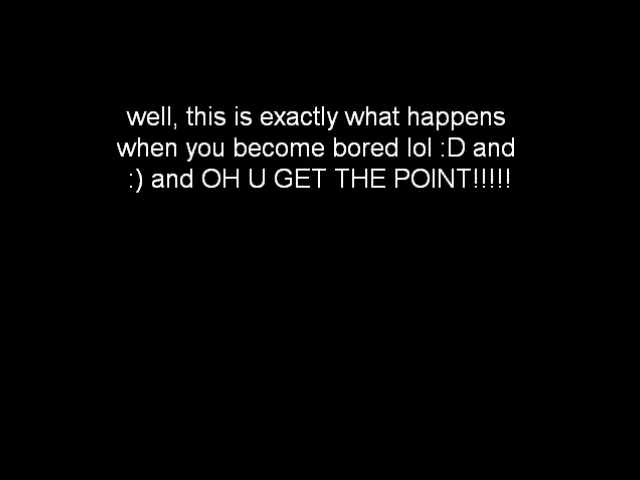 well, this is exactly what happens
when you become bored lol :D and
:) and OH U GET THE POINT!!!!!